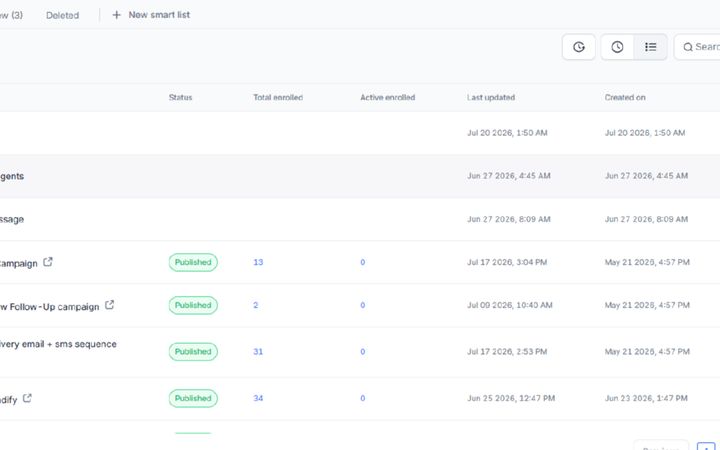 ew (3) Deleted New smart list
Searc
Status Total enrolled Active enrolled Last updated Created on
Jul 20 2026, 1:50 AM Jul 20 2026, 1:50 AM
gents Jun 27 2026, 4:45 AM Jun 27 2026, 4:45 AM
ssage Jun 27 2026, 8:09 AM Jun 27 2026, 8:09 AM
Campaign Published 13 0 Jul 17 2026, 3:04 PM May 21 2026, 4:57 PM
w Follow-Up campaign Published 2 0 Jul 09 2026, 10:40 AM May 21 2026, 4:57 PM
ivery email + sms sequence
Published 31 0 Jul 17 2026, 2:53 PM May 21 2026, 4:57 PM
ndify Published 34 0 Jun 25 2026, 12:47 PM Jun 23 2026, 1:47 PM